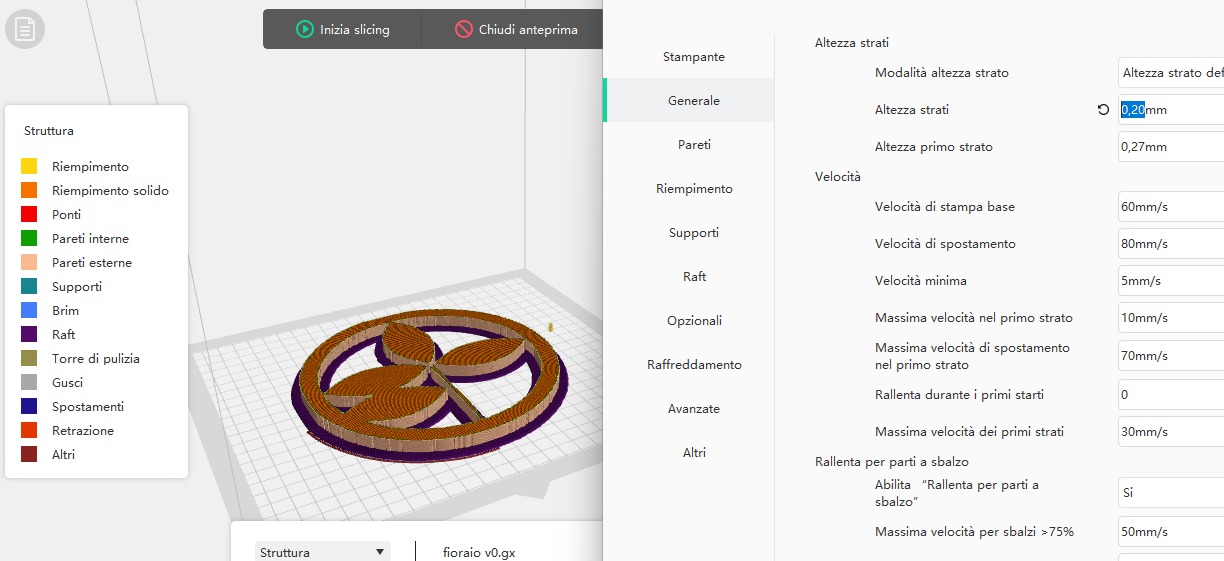 Inizia slicing
Chiudi anteprima
Struttura
Riempimento
Riempimento solido
Ponti
Pareti interne
Pareti esterne
Supporti
Brim
Raft
Torre di pulizia
Gusci
Spostamenti
Retrazione
Altri
Struttura
fioraio v0.gx
Stampante
Generale
Pareti
Riempimento
Supporti
Raft
Opzionali
Raffreddamento
Avanzate
Altri
Altezza strati
Modalità altezza strato
Altezza strato def
Altezza strati
0,20mm
Altezza primo strato
0,27mm
Velocità
Velocità di stampa base
60mm/s
Velocità di spostamento
80mm/s
Velocità minima
5mm/s
Massima velocità nel primo strato
10mm/s
Massima velocità di spostamento
nel primo strato
70mm/s
Rallenta durante i primi starti
0
Massima velocità dei primi strati
30mm/s
Rallenta per parti a sbalzo
Abilita “Rallenta per parti a
sbalzo”
Si
Massima velocità per sbalzi >75%
50mm/s